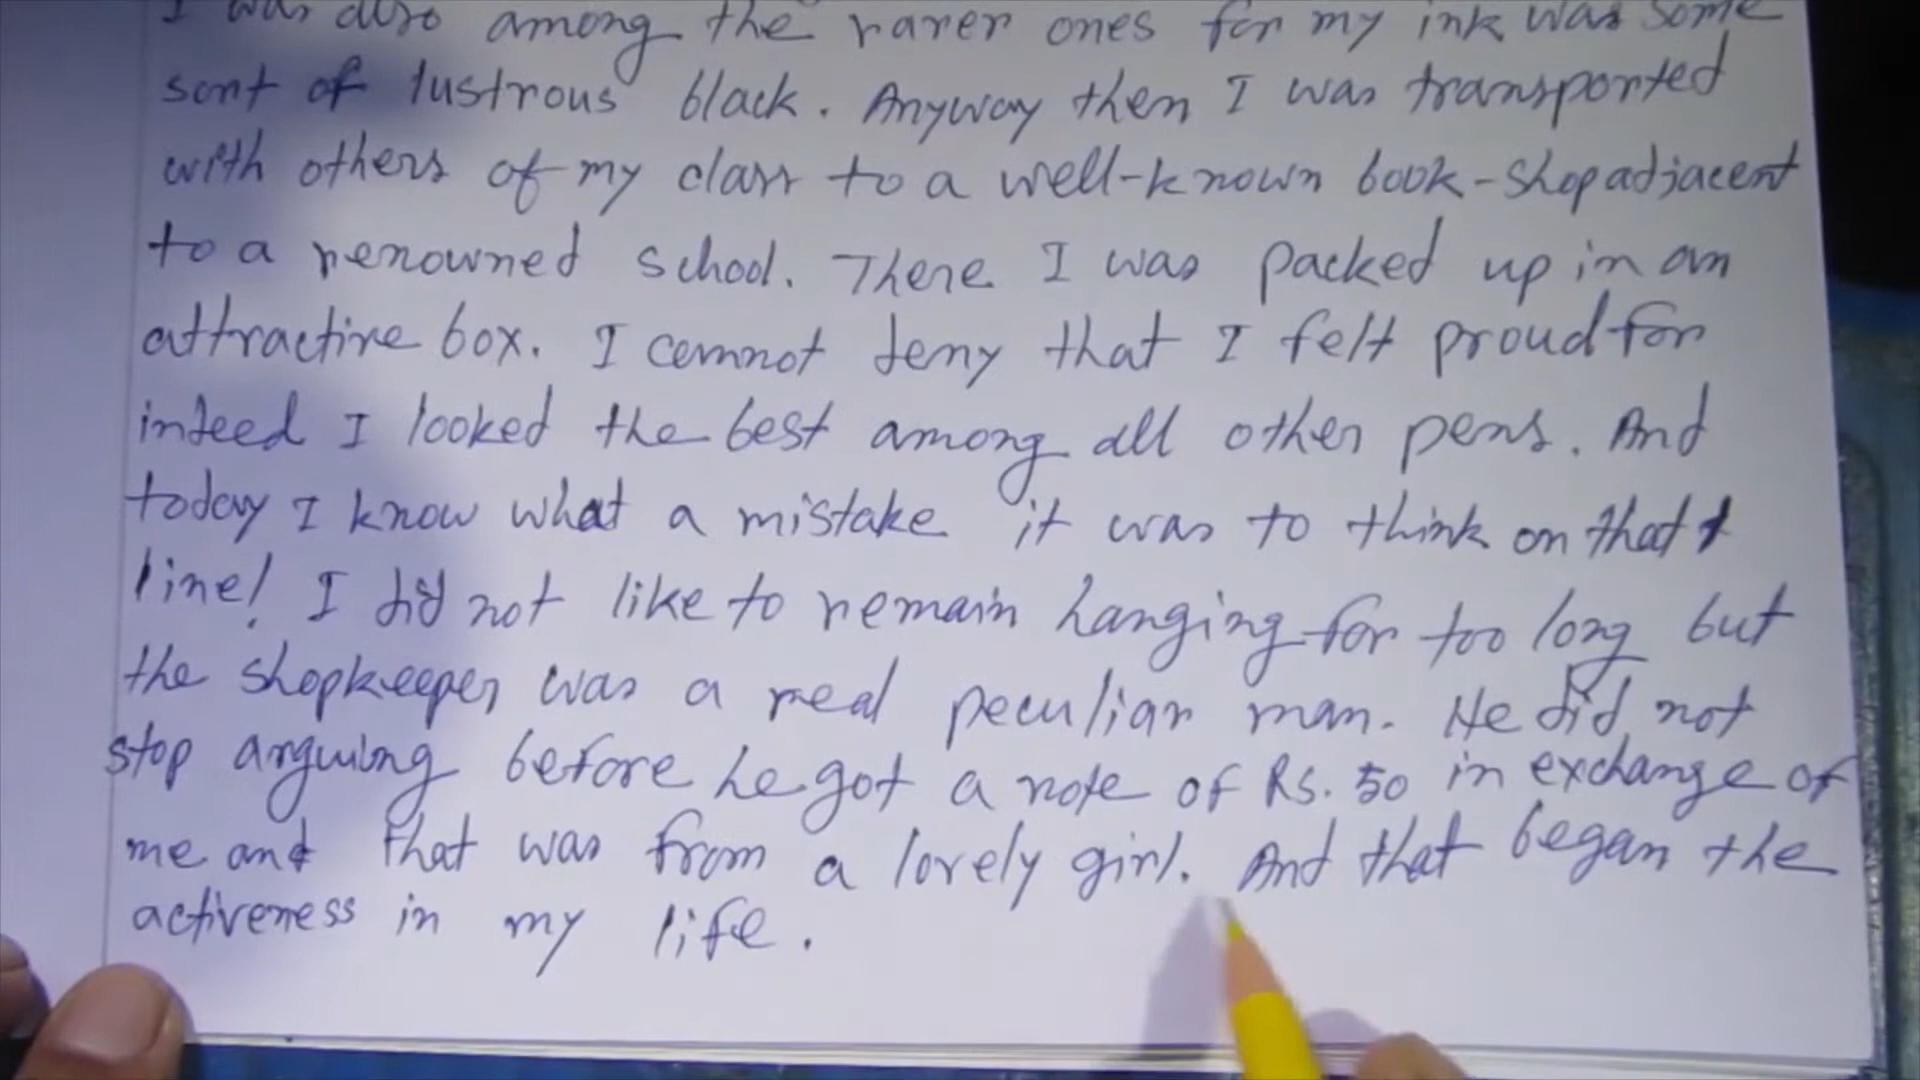 I was also among the rarer ones for my ink was some
sort of lustrous black. Anyway then I was transported
with others of my class to a well-known book-shop adjacent
to a renowned school. There I was packed up in an
attractive box. I cannot deny that I felt proud for
indeed I looked the best among all other pens. And
today I know what a mistake it was to think on that
line! I did not like to remain hanging for too long but
the shopkeeper was a real peculiar man. He did not
stop arguing before he got a note of Rs. 50 in exchange of
me and that was from a lovely girl. And that began the
activeness in my life.